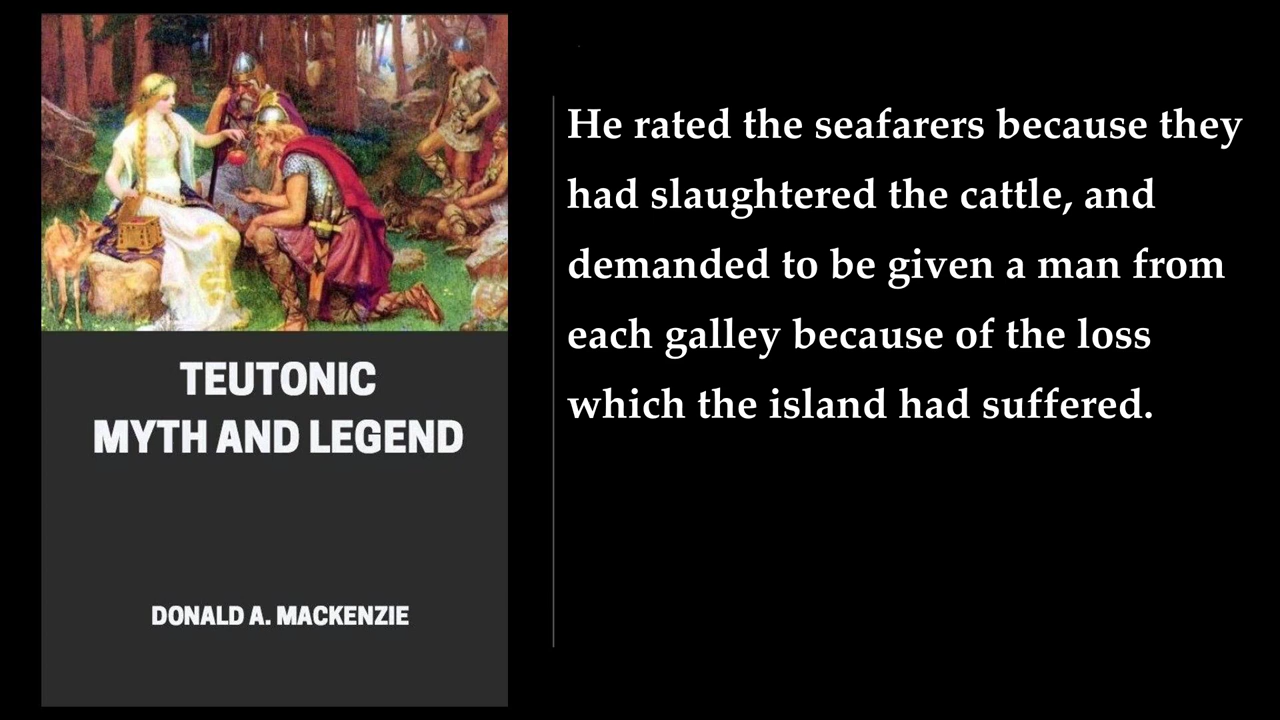 TEUTONIC
MYTH AND LEGEND
DONALD A. MACKENZIE
He rated the seafarers because they
had slaughtered the cattle, and
demanded to be given a man from
each galley because of the loss
which the island had suffered.